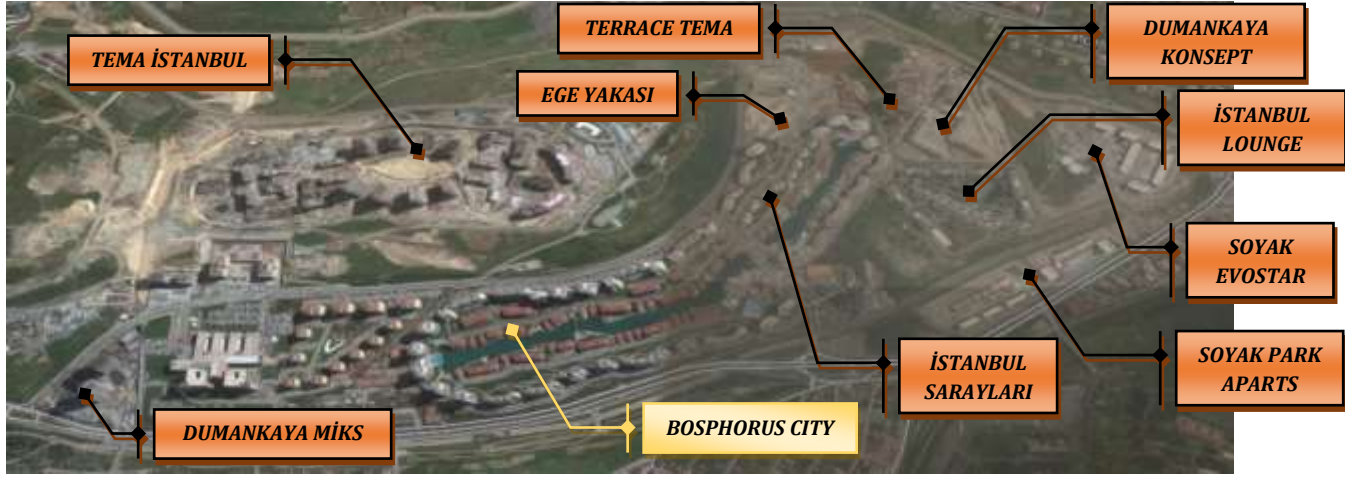 TERRACE TEMA
DUMANKAYA
KONSEPT
TEMA İSTANBUL
EGE YAKASI
İSTANBUL
LOUNGE
SOYAK
EVOSTAR
SOYAK PARK
APARTS
İSTANBUL
SARAYLARI
DUMANKAYA MİKS
BOSPHORUS CITY